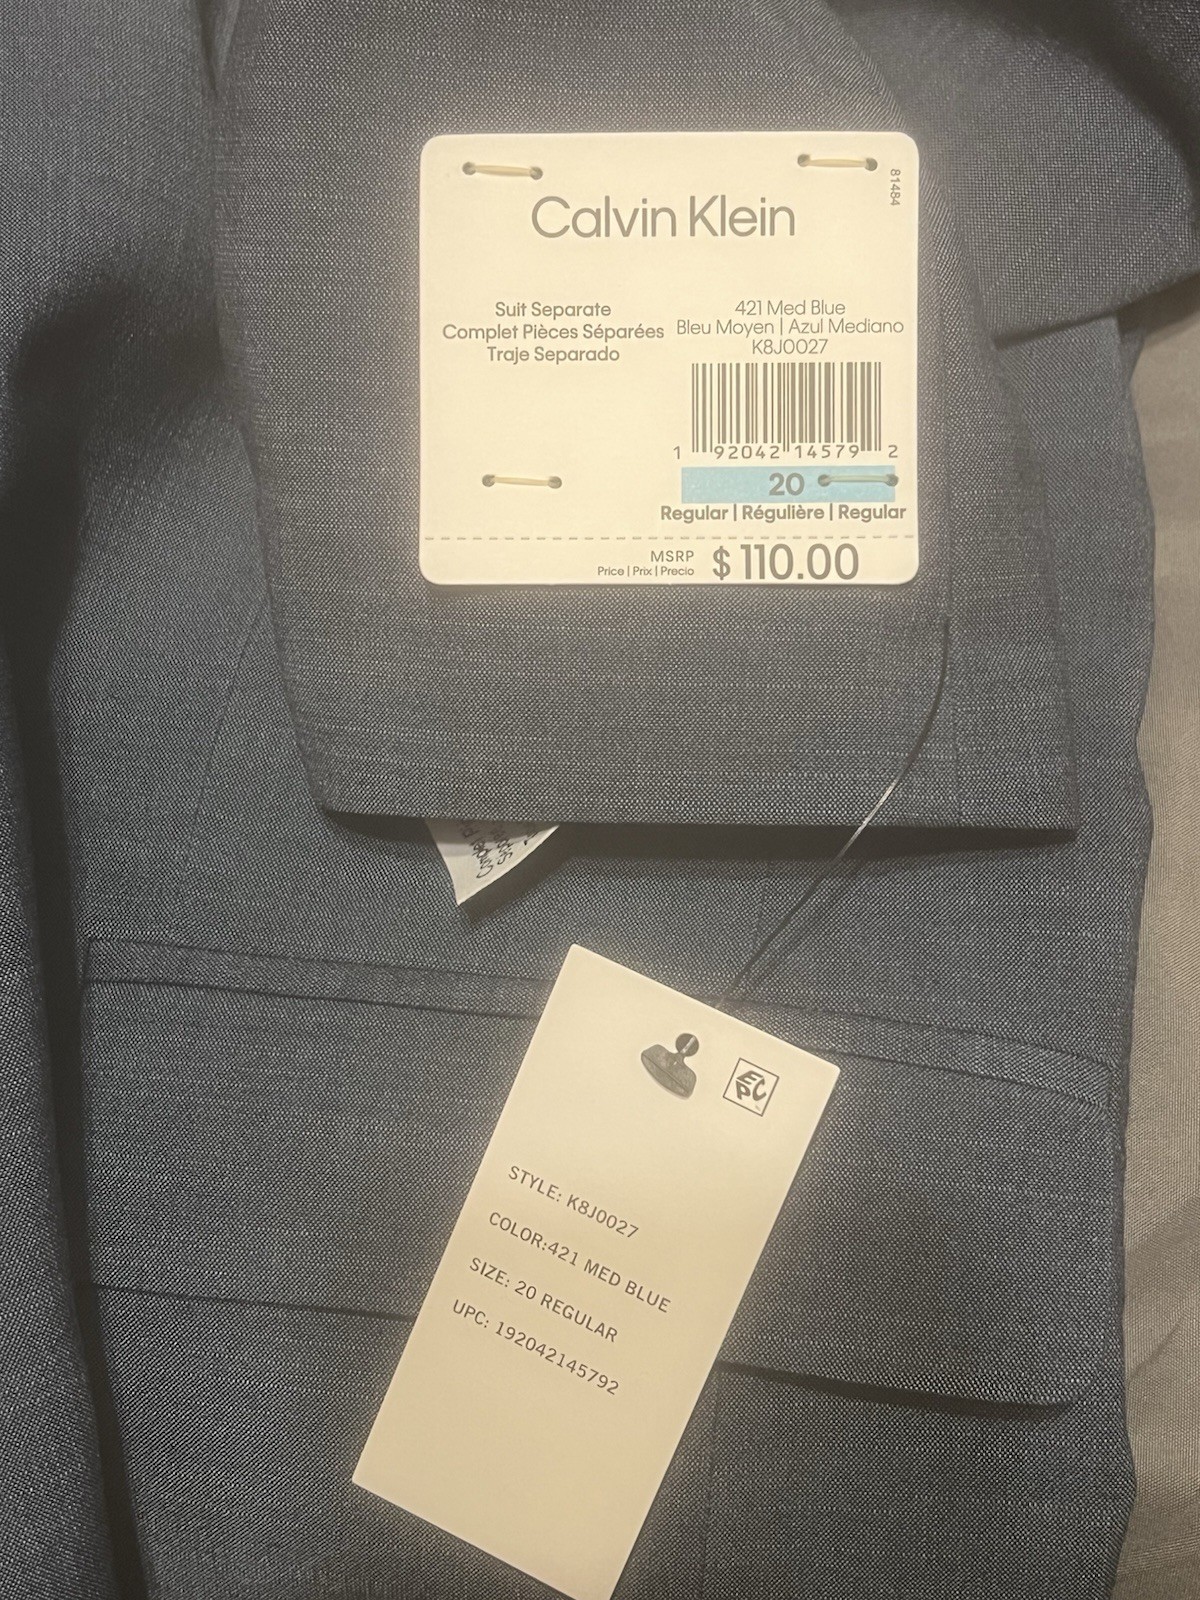 81484
Calvin Klein
Suit Separate
Complet Pièces Séparées
Traje Separado
421 Med Blue
Bleu Moyen | Azul Mediano
K8J0027
1 92042 14579 2
20
Regular | Régulière | Regular
MSRP
Price | Prix | Precio
$110.00
EPC
STYLE: K8J0027
COLOR:421 MED BLUE
SIZE: 20 REGULAR
UPC: 192042145792